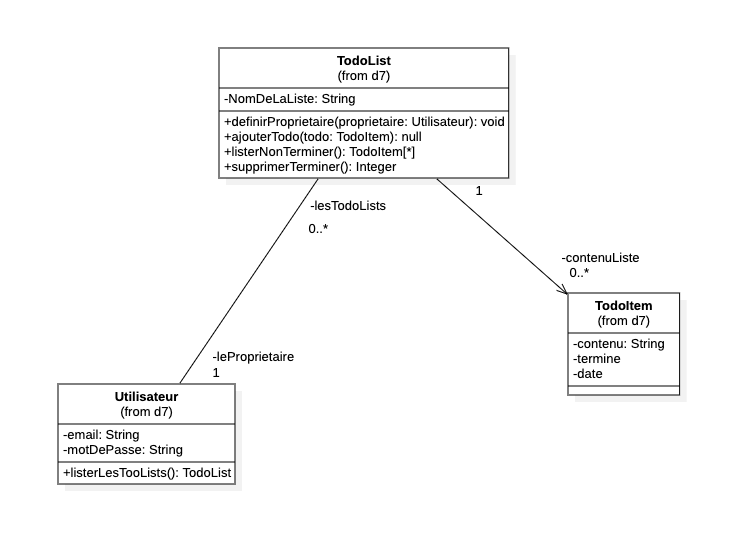 TodoList
(from d7)
-NomDeLaListe: String
+definirProprietaire(proprietaire: Utilisateur): void
+ajouterTodo(todo: TodoItem): null
+listerNonTerminer(): TodoItem[*]
+supprimerTerminer(): Integer
1
-lesTodoLists
0..*
-contenuListe
0..*
TodoItem
(from d7)
-contenu: String
-termine
-date
-leProprietaire
1
Utilisateur
(from d7)
-email: String
-motDePasse: String
+listerLesTooLists(): TodoList